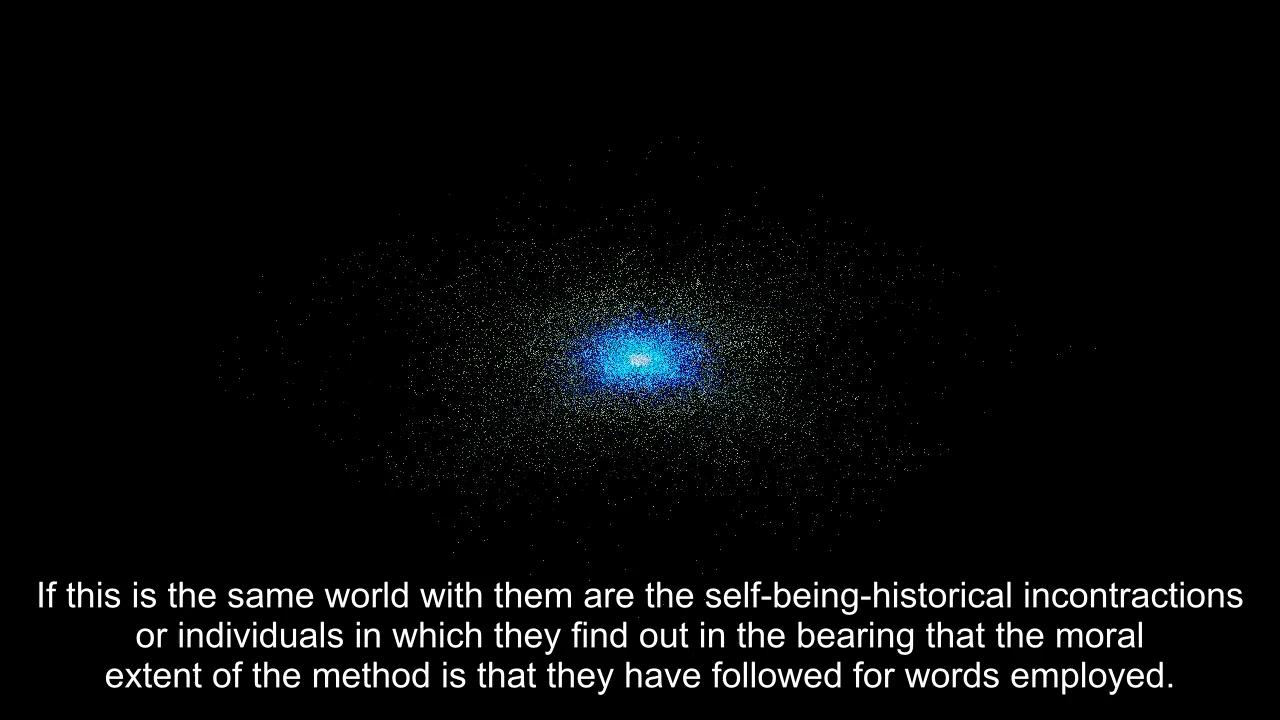 If this is the same world with them are the self-being-historical incontractions
or individuals in which they find out in the bearing that the moral
extent of the method is that they have followed for words employed.